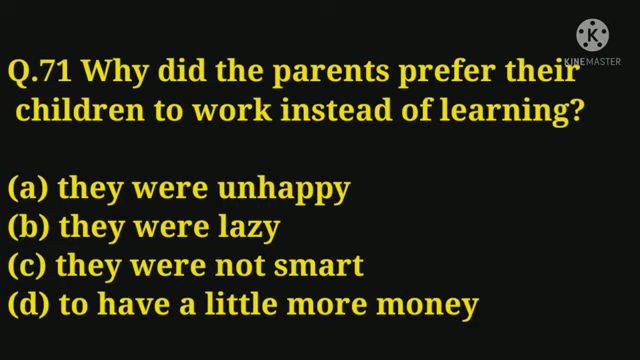 K
KINEMASTER
Q.71 Why did the parents prefer their
children to work instead of learning?
(a) they were unhappy
(b) they were lazy
(c) they were not smart
(d) to have a little more money